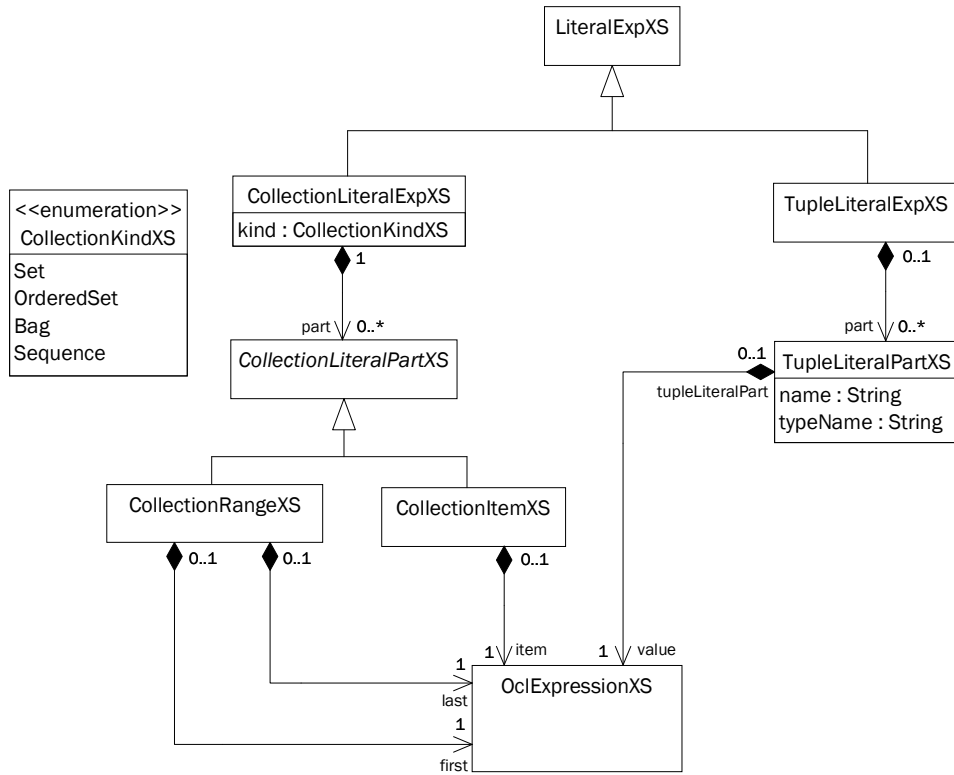 LiteralExpXS
CollectionLiteralExpXS
kind : CollectionKindXS
TupleLiteralExpXS
<<enumeration>>
CollectionKindXS
Set
OrderedSet
Bag
Sequence
1
0..1
part
0..*
part
0..*
CollectionLiteralPartXS
0..1
tupleLiteralPart
TupleLiteralPartXS
name : String
typeName : String
CollectionRangeXS
CollectionItemXS
0..1
0..1
0..1
1
item
1
value
1
last
OclExpressionXS
1
first